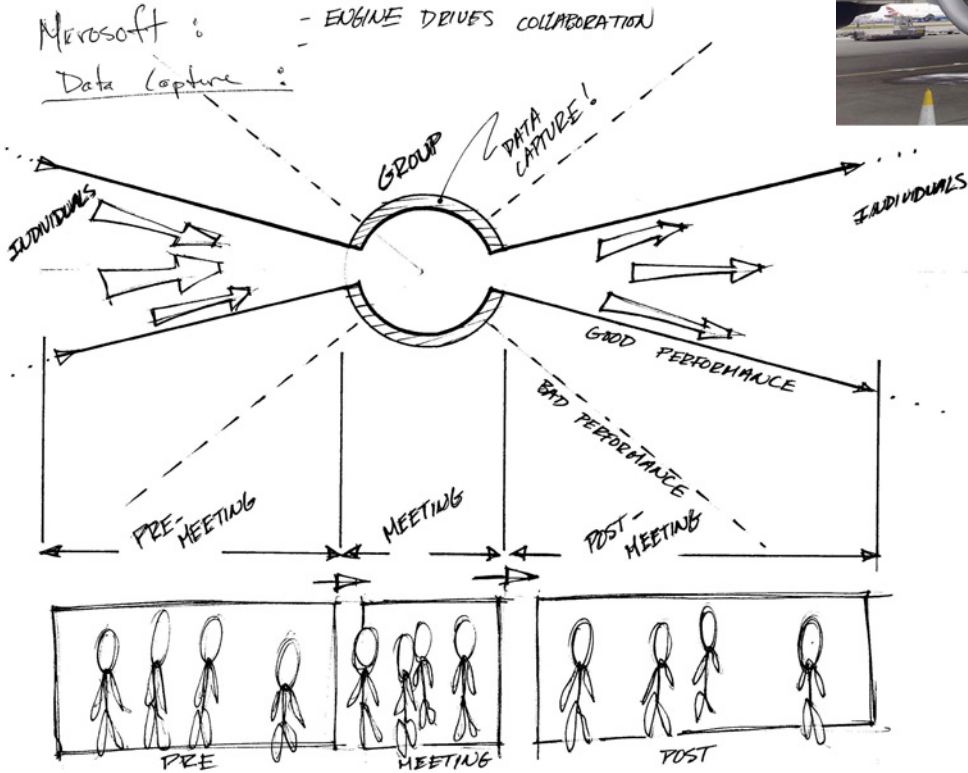 Merosoft :
- ENGINE DRIVES COLLABORATION
-
Data Capture :
GROUP
DATA
CAPTURE!
INDIVIDUALS
INDIVIDUALS
GOOD PERFORMANCE
BAD PERFORMANCE
PRE-
MEETING
MEETING
POST-
MEETING
PRE
MEETING
POST